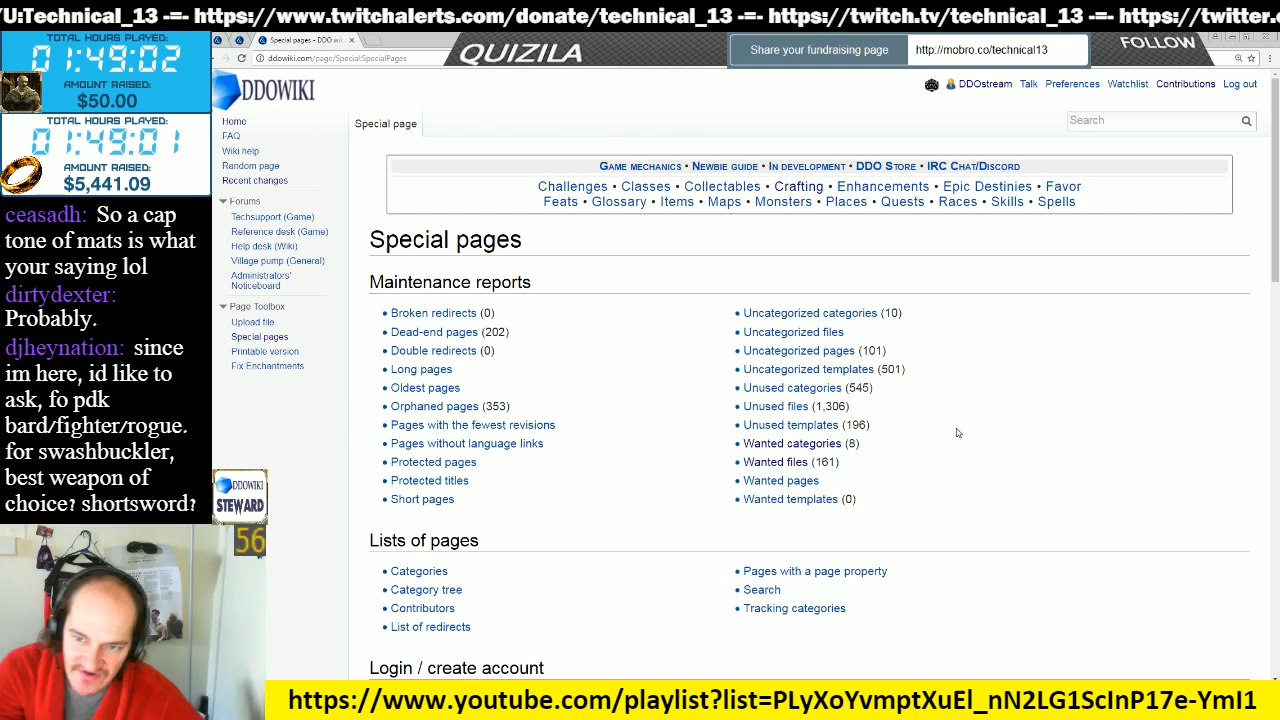 /U:Technical_13 -=- https://www.twitchalerts.com/donate/technical_13 -=- https://twitch.tv/technical_13 -=- https://twitter.c
TOTAL HOURS PLAYED:
01:49:02
AMOUNT RAISED:
$50.00
TOTAL HOURS PLAYED:
01:49:01
AMOUNT RAISED:
$5,441.09
ceasadh: So a cap
tone of mats is what
your saying lol
dirtydexter:
Probably.
djheynation: since
im here, id like to
ask, fo pdk
bard/fighter/rogue.
for swashbuckler,
best weapon of
choice? shortsword?
Special pages - DDO wi
ddowiki.com/page/Special:SpecialPages
QUIZILA
Share your fundraising page
http://mobro.co/technical13
FOLLOW
DDOWIKI
DDOstream Talk Preferences Watchlist Contributions Log out
Special page
Search
Home
FAQ
Wiki help
Random page
Recent changes
Forums
Techsupport (Game)
Reference desk (Game)
Help desk (Wiki)
Village pump (General)
Administrators'
Noticeboard
Page Toolbox
Upload file
Special pages
Printable version
Fix Enchantments
DDOWIKI
STEWARD
56
Game mechanics • Newbie guide • In development • DDO Store • IRC Chat/Discord
Challenges • Classes • Collectables • Crafting • Enhancements • Epic Destinies • Favor
Feats • Glossary • Items • Maps • Monsters • Places • Quests • Races • Skills • Spells
Special pages
Maintenance reports
• Broken redirects (0)
• Dead-end pages (202)
• Double redirects (0)
• Long pages
• Oldest pages
• Orphaned pages (353)
• Pages with the fewest revisions
• Pages without language links
• Protected pages
• Protected titles
• Short pages
• Uncategorized categories (10)
• Uncategorized files
• Uncategorized pages (101)
• Uncategorized templates (501)
• Unused categories (545)
• Unused files (1,306)
• Unused templates (196)
• Wanted categories (8)
• Wanted files (161)
• Wanted pages
• Wanted templates (0)
Lists of pages
• Categories
• Category tree
• Contributors
• List of redirects
• Pages with a page property
• Search
• Tracking categories
Login / create account
https://www.youtube.com/playlist?list=PLyXoYvmptXuEl_nN2LG1ScInP17e-YmI1